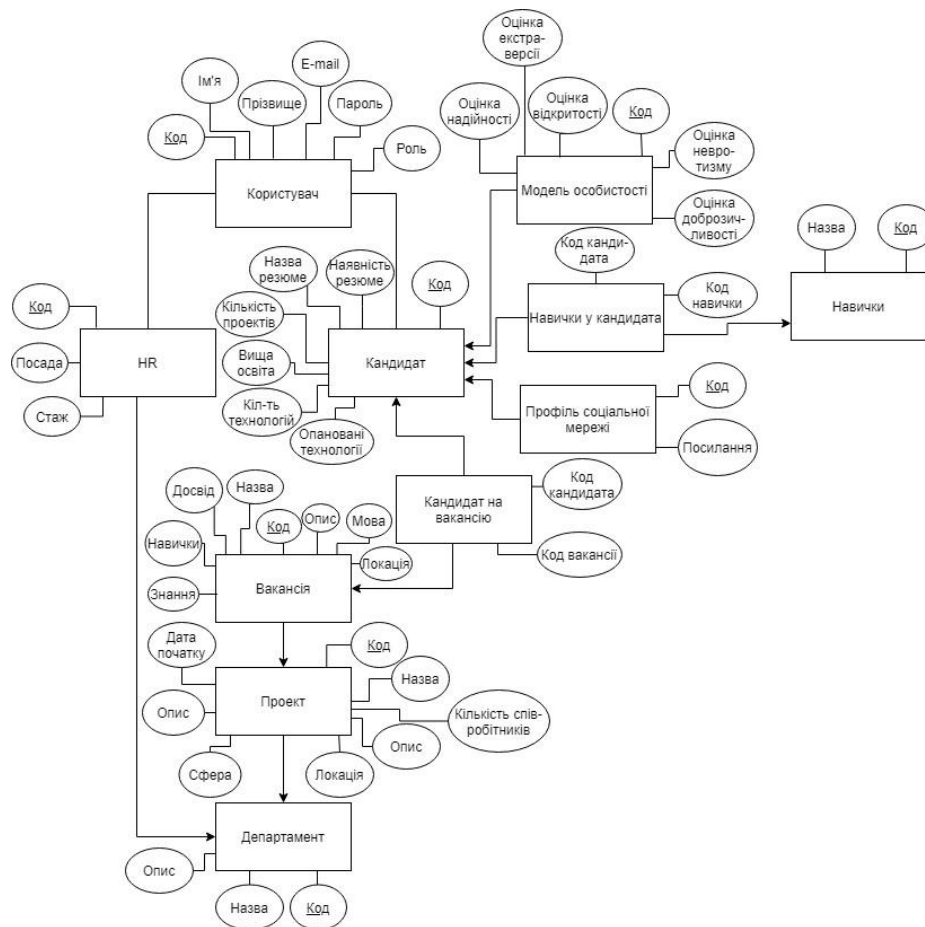 Оцінка
екстра-
версії
E-mail
Ім'я
Прізвище
Пароль
Код
Роль
Користувач
Оцінка
надійності
Оцінка
відкритості
Код
Оцінка
невро-
тизму
Модель особистості
Оцінка
доброзич-
ливості
Код канди-
дата
Назва
Код
Код
навички
Навички у кандидата
Навички
Назва
резюме
Наявність
резюме
Код
Кількість
проектів
Вища
освіта
Кандидат
Кіл-ть
технологій
Опановані
технології
Код
Посада
HR
Стаж
Код
Профіль соціальної
мережі
Посилання
Код
кандидата
Кандидат на
вакансію
Код вакансії
Досвід
Назва
Код
Опис
Мова
Навички
Локація
Вакансія
Знання
Дата
початку
Код
Назва
Проект
Опис
Кількість спів-
робітників
Опис
Сфера
Локація
Департамент
Опис
Назва
Код